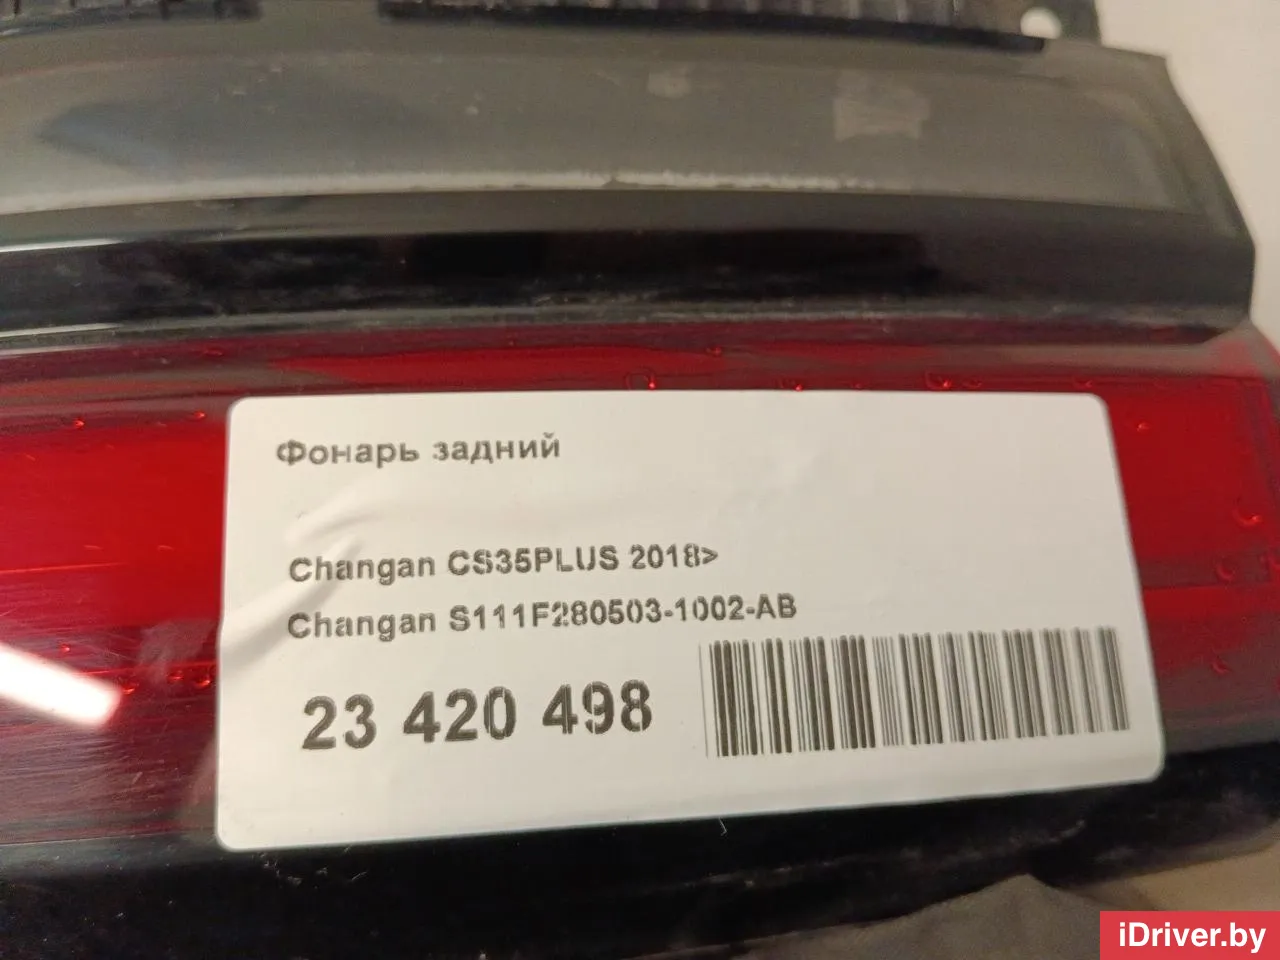 Фонарь задний
Changan CS35PLUS 2018>
Changan S111F280503-1002-AB
23 420 498
iDriver.by